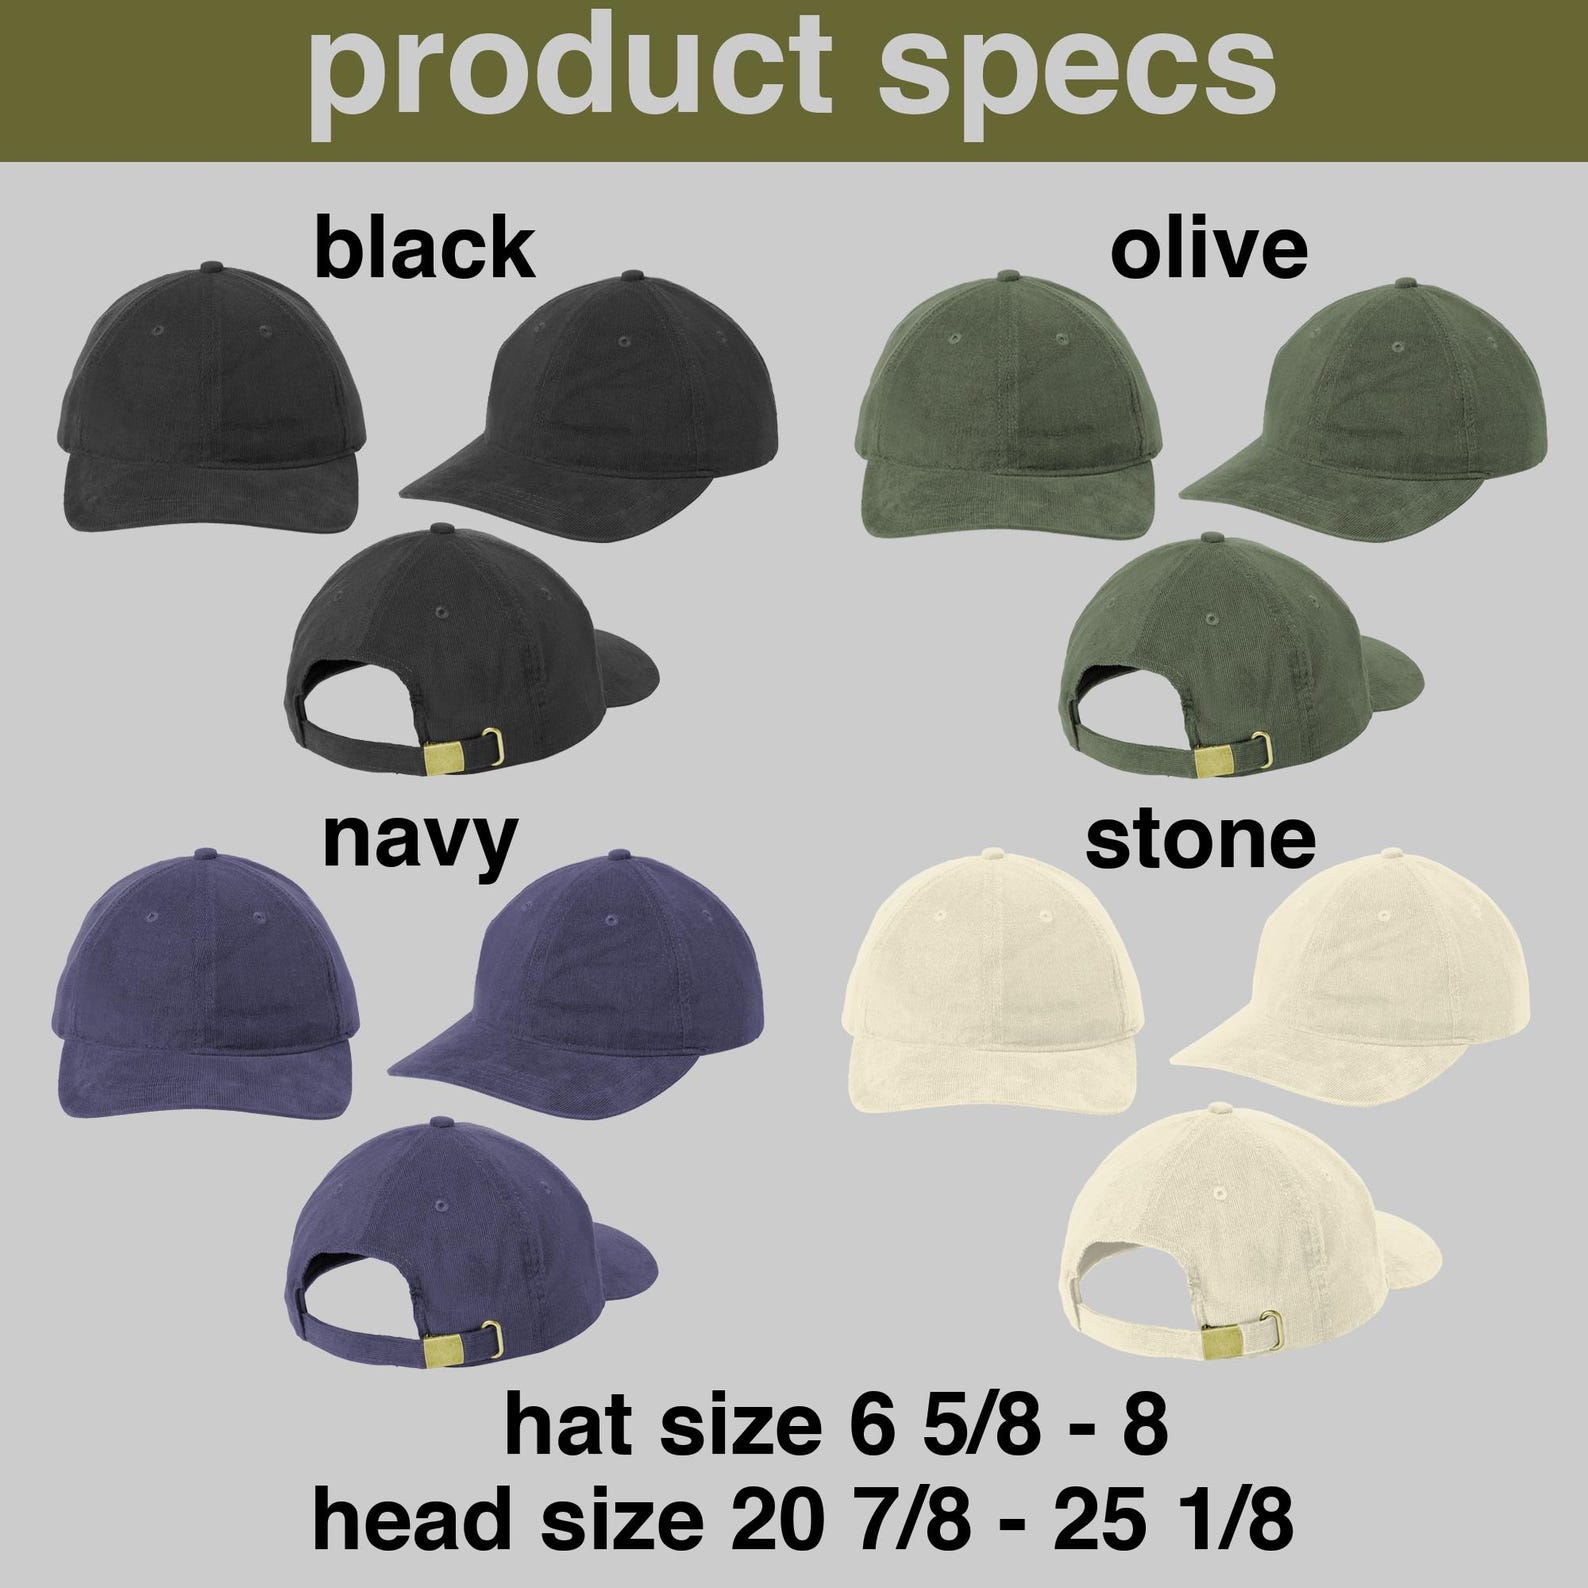 product specs
black
olive
navy
stone
hat size 6 5/8 - 8
head size 20 7/8 - 25 1/8